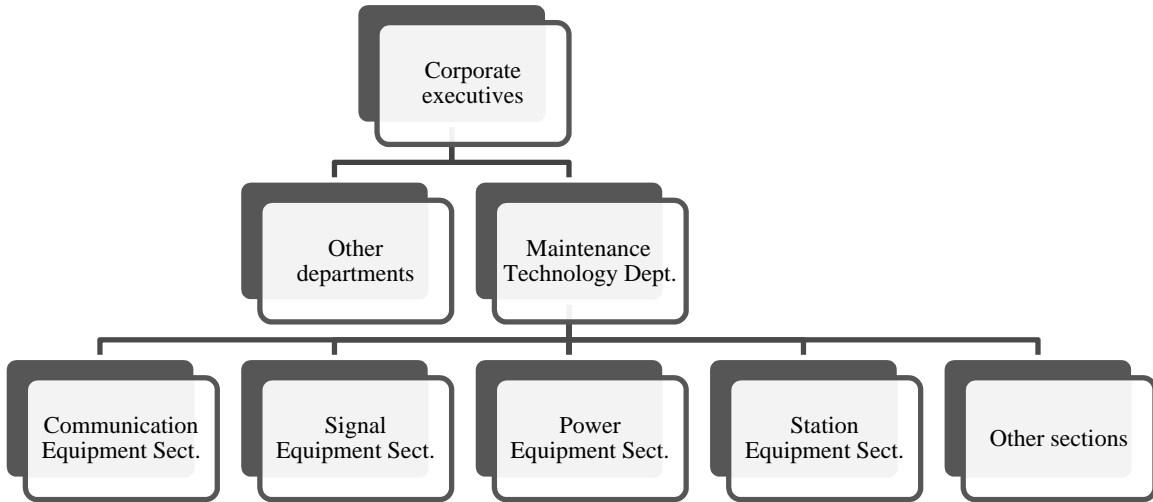 Corporate
executives
Other
departments
Maintenance
Technology Dept.
Communication
Equipment Sect.
Signal
Equipment Sect.
Power
Equipment Sect.
Station
Equipment Sect.
Other sections